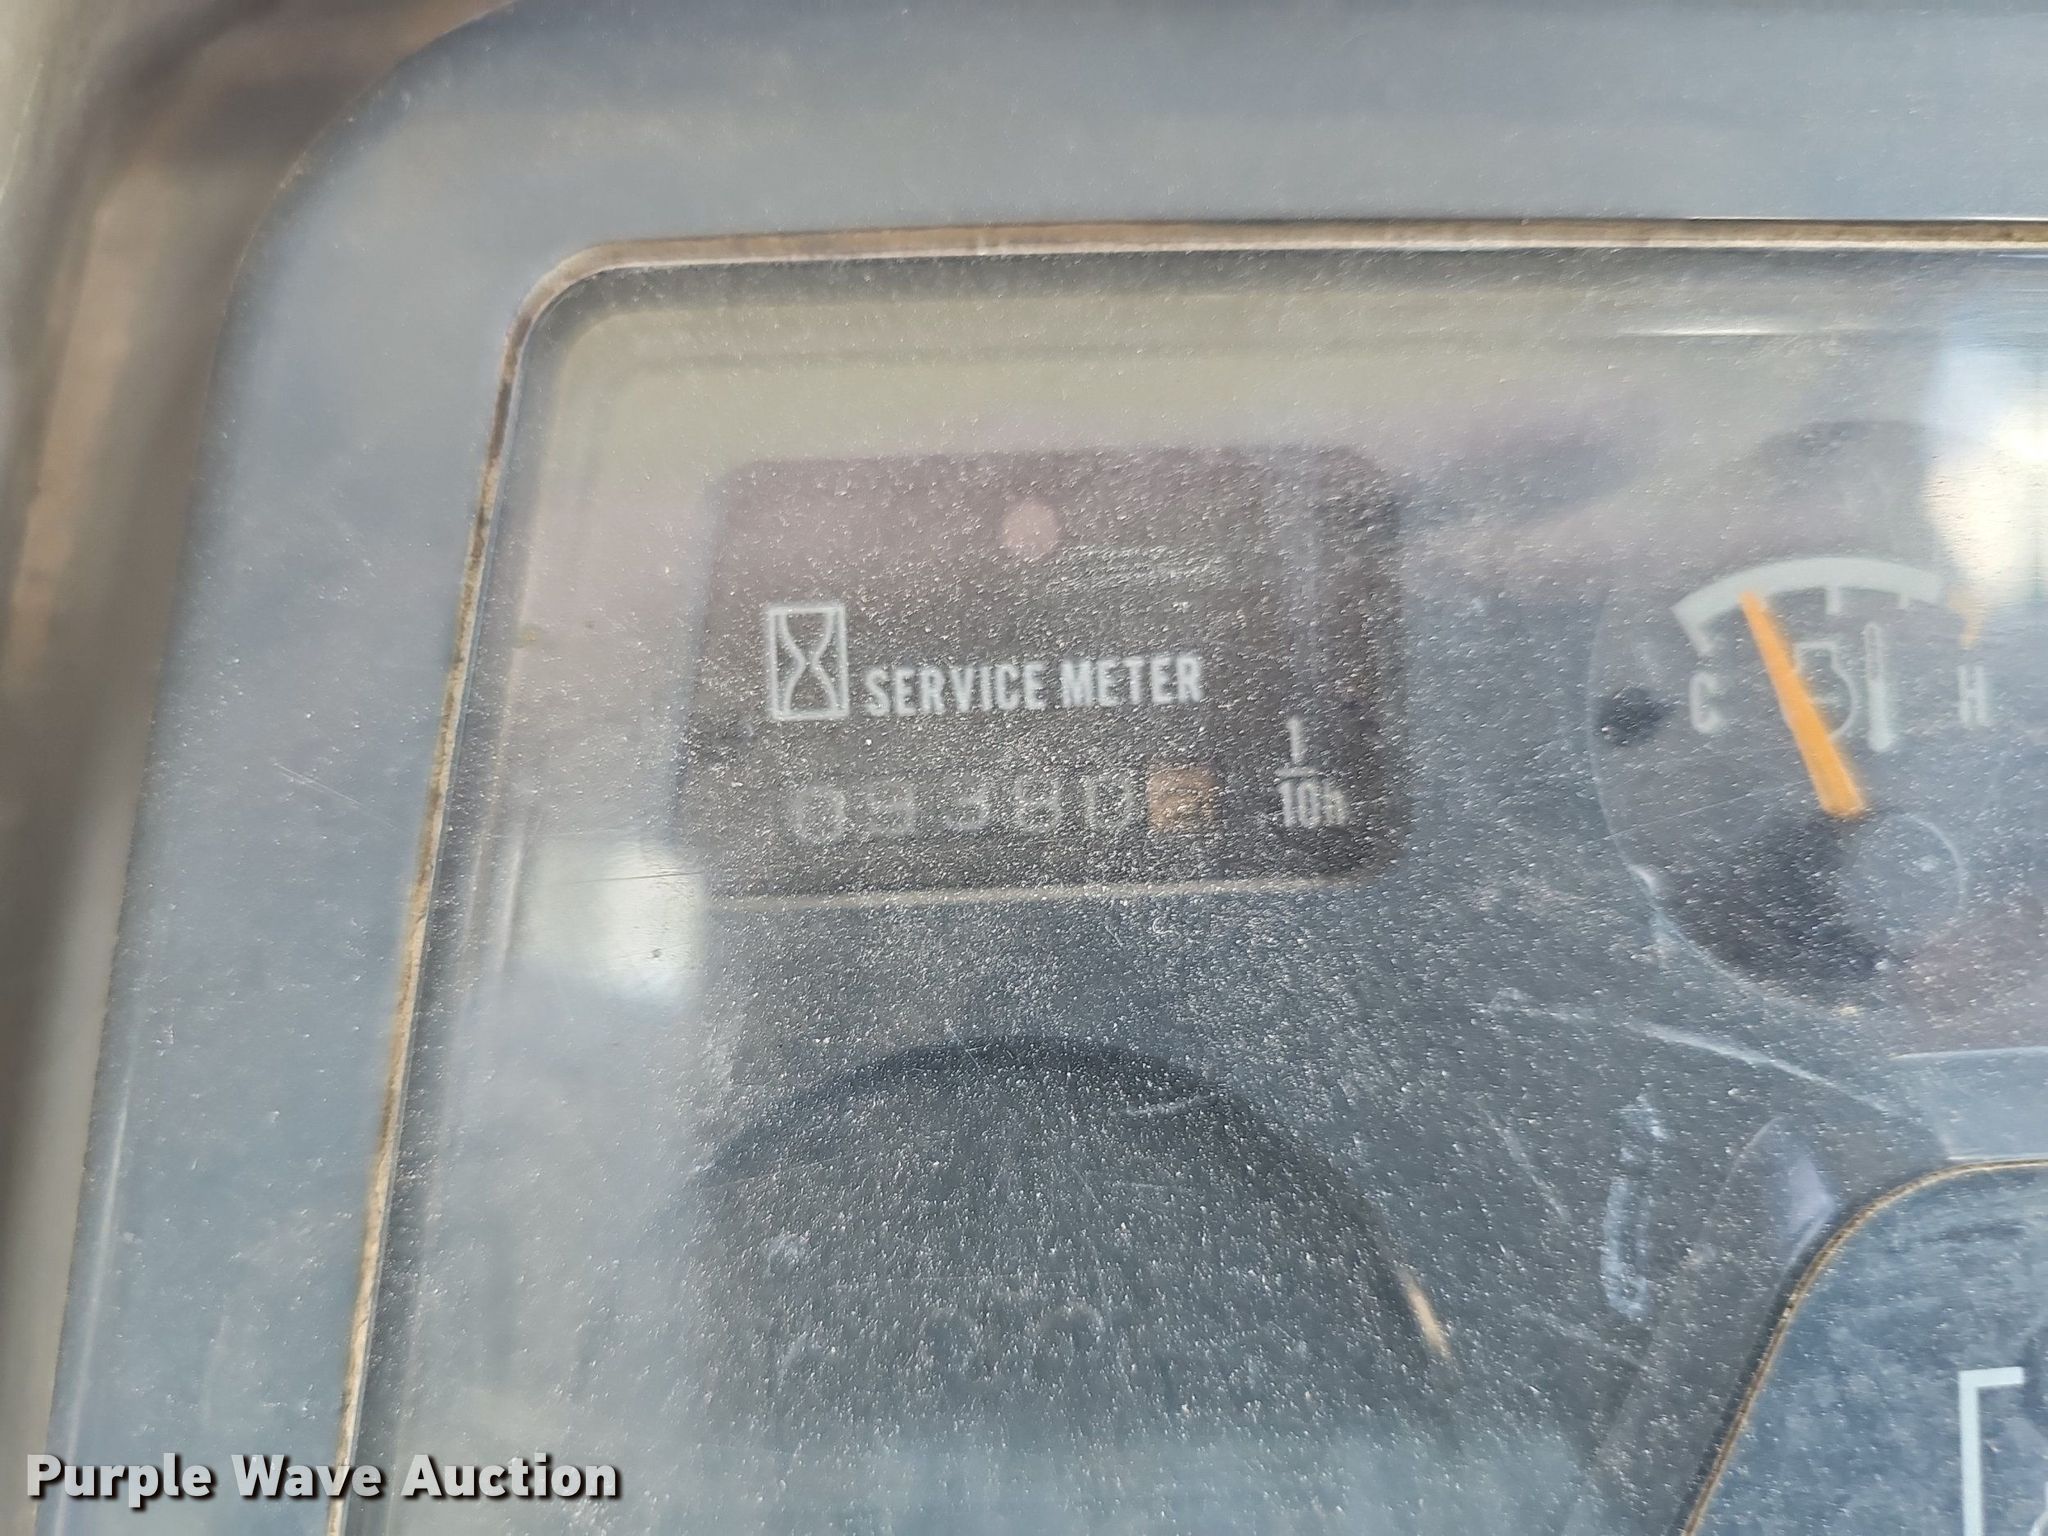 SERVICE METER
1
10h
C H
Purple Wave Auction